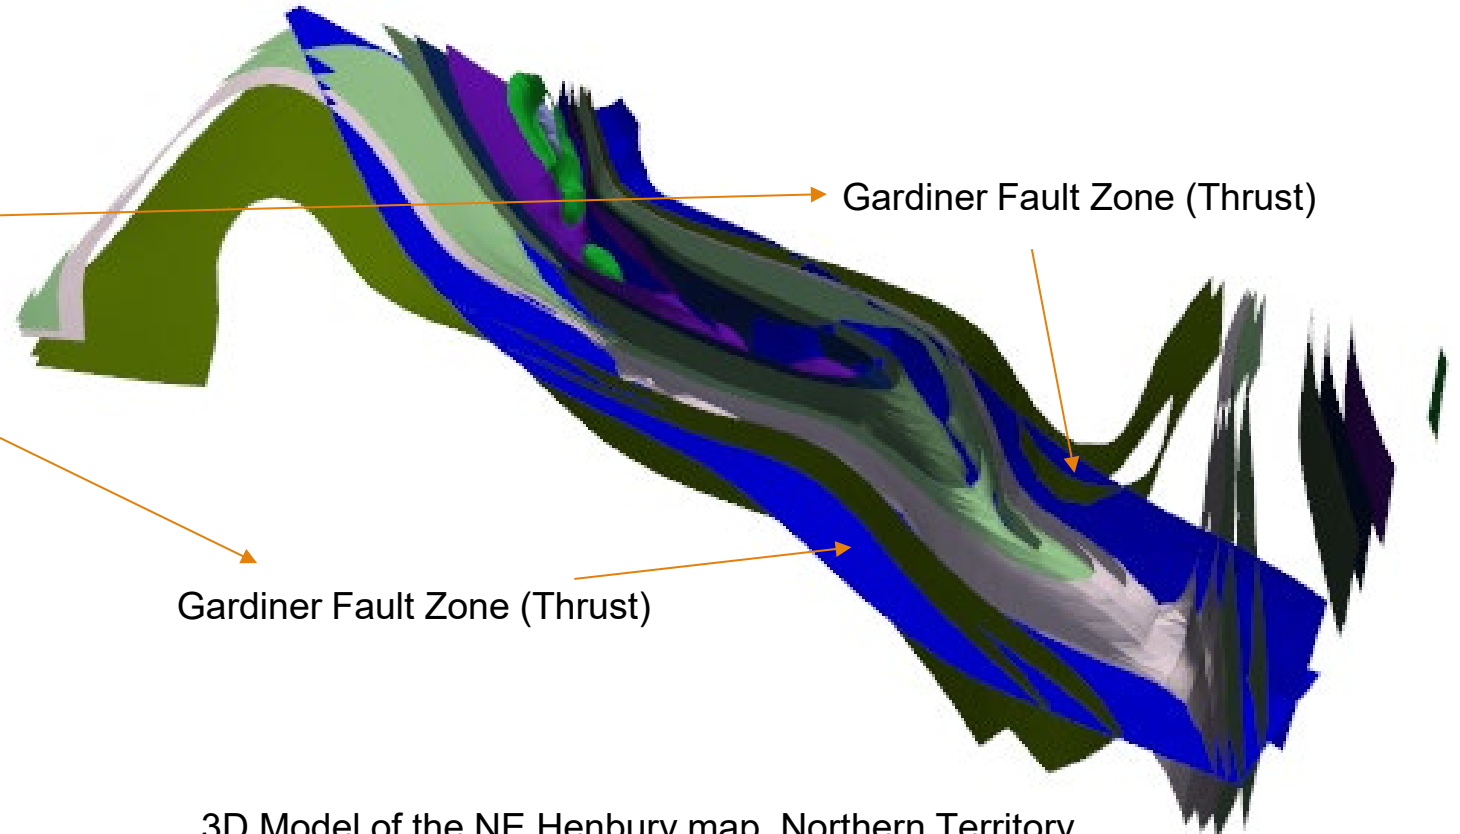 Gardiner Fault Zone (Thrust)
Gardiner Fault Zone (Thrust)
3D Model of the NE Henbury map, Northern Territory